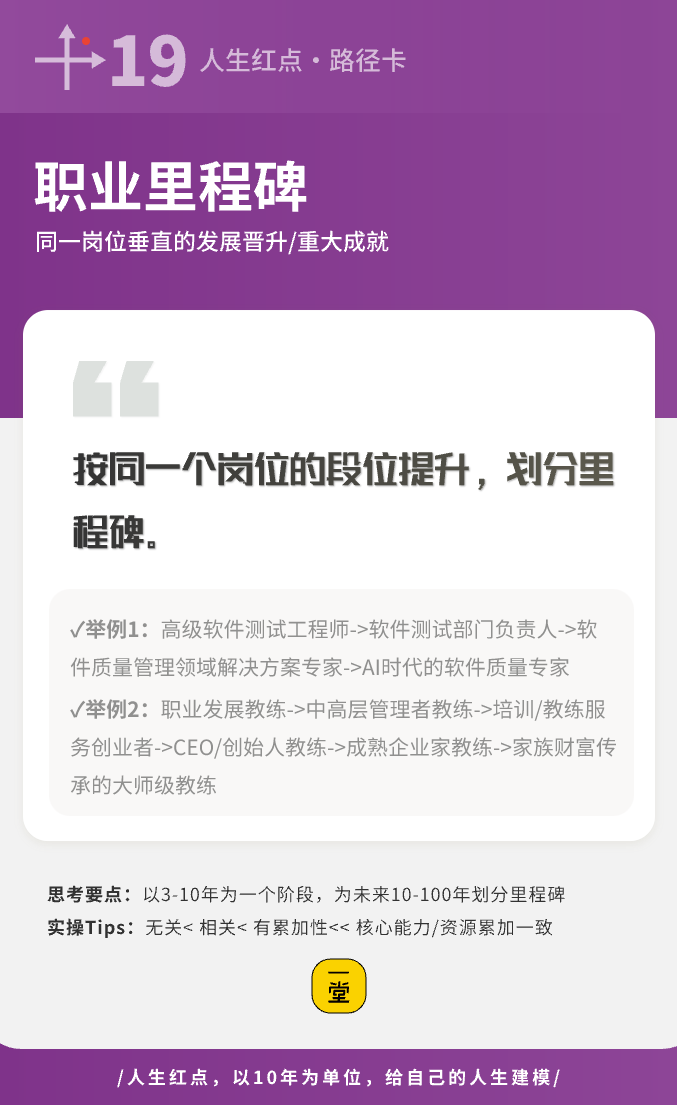 19 人生红点·路径卡
职业里程碑
同一岗位垂直的发展晋升/重大成就
按同一个岗位的段位提升，划分里
程碑。
✓举例1：高级软件测试工程师->软件测试部门负责人->软
件质量管理领域解决方案专家->AI时代的软件质量专家
✓举例2：职业发展教练->中高层管理者教练->培训/教练服
务创业者->CEO/创始人教练->成熟企业家教练->家族财富传
承的大师级教练
思考要点：以3-10年为一个阶段，为未来10-100年划分里程碑
实操Tips：无关< 相关< 有累加性<< 核心能力/资源累加一致
一
堂
/人生红点，以10年为单位，给自己的人生建模/